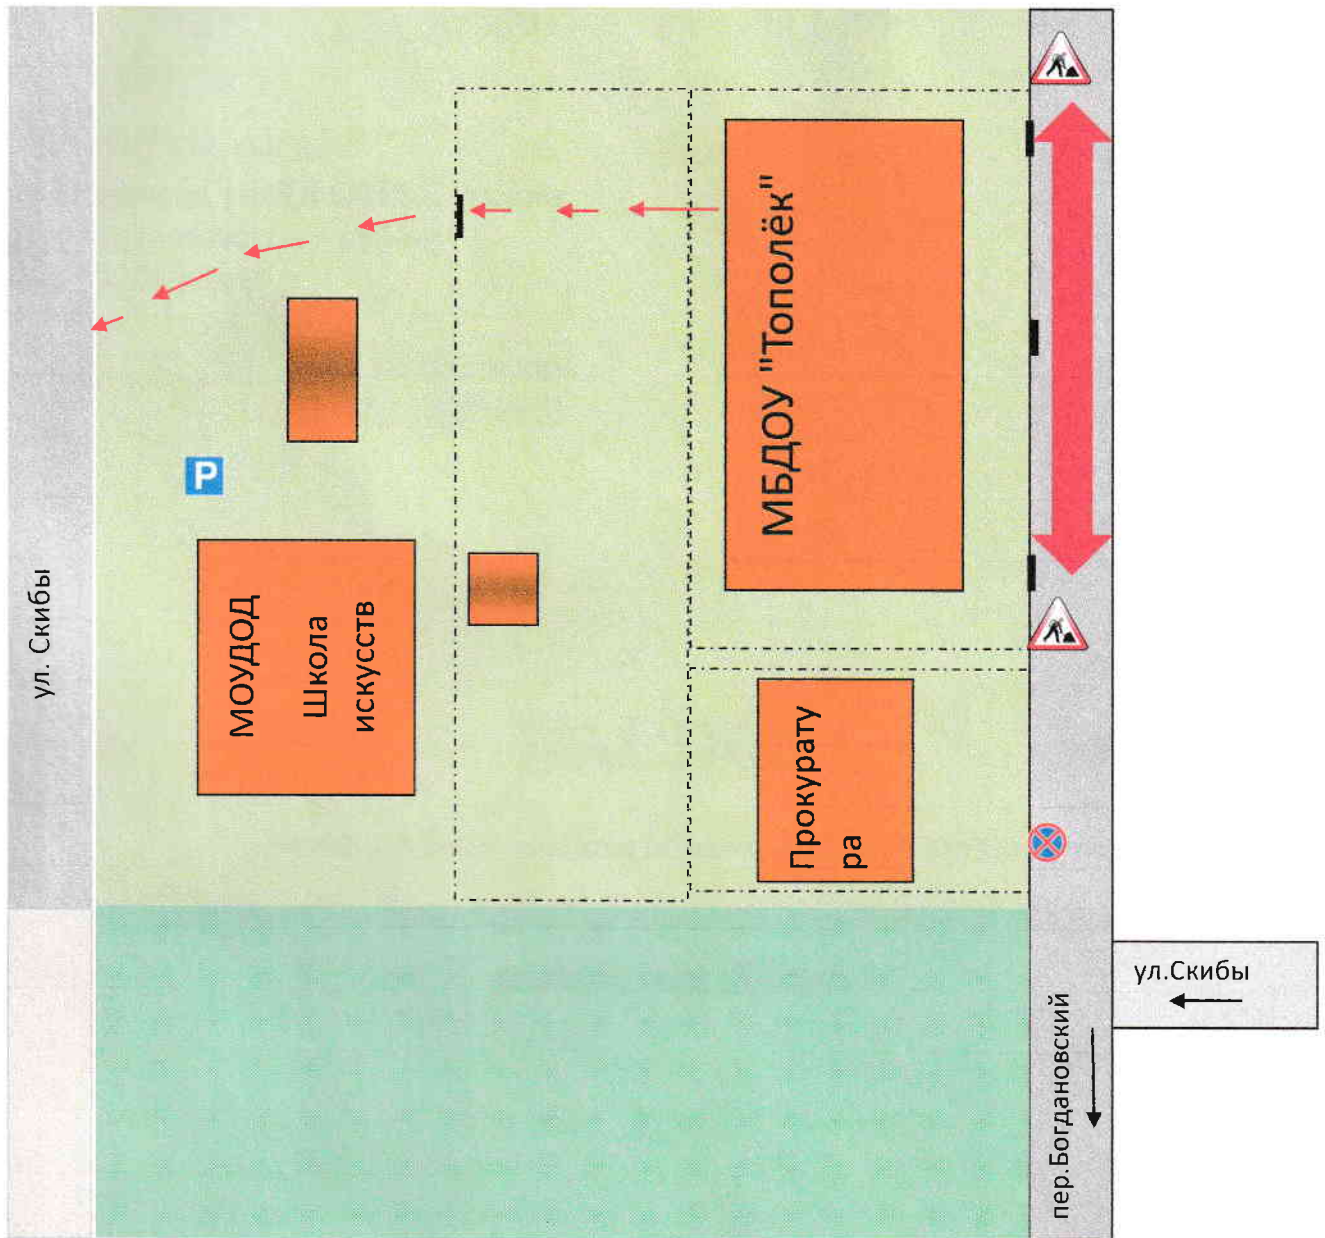 ул. Скибы
МОУДОД
Школа
искусств
P
МБДОУ "Тополёк"
Прокурату
ра
пер.Богдановский
ул.Скибы